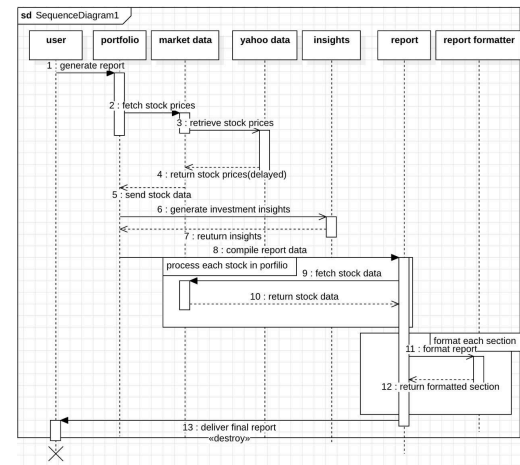 sd SequenceDiagram1
user
portfolio
market data
yahoo data
insights
report
report formatter
1 : generate report
2 : fetch stock prices
3 : retrieve stock prices
4 : return stock prices(delayed)
5 : send stock data
6 : generate investment insights
7 : reuturn insights
8 : compile report data
process each stock in porfilio
9 : fetch stock data
10 : return stock data
format each section
11 : format report
12 : return formatted section
13 : deliver final report
«destroy»